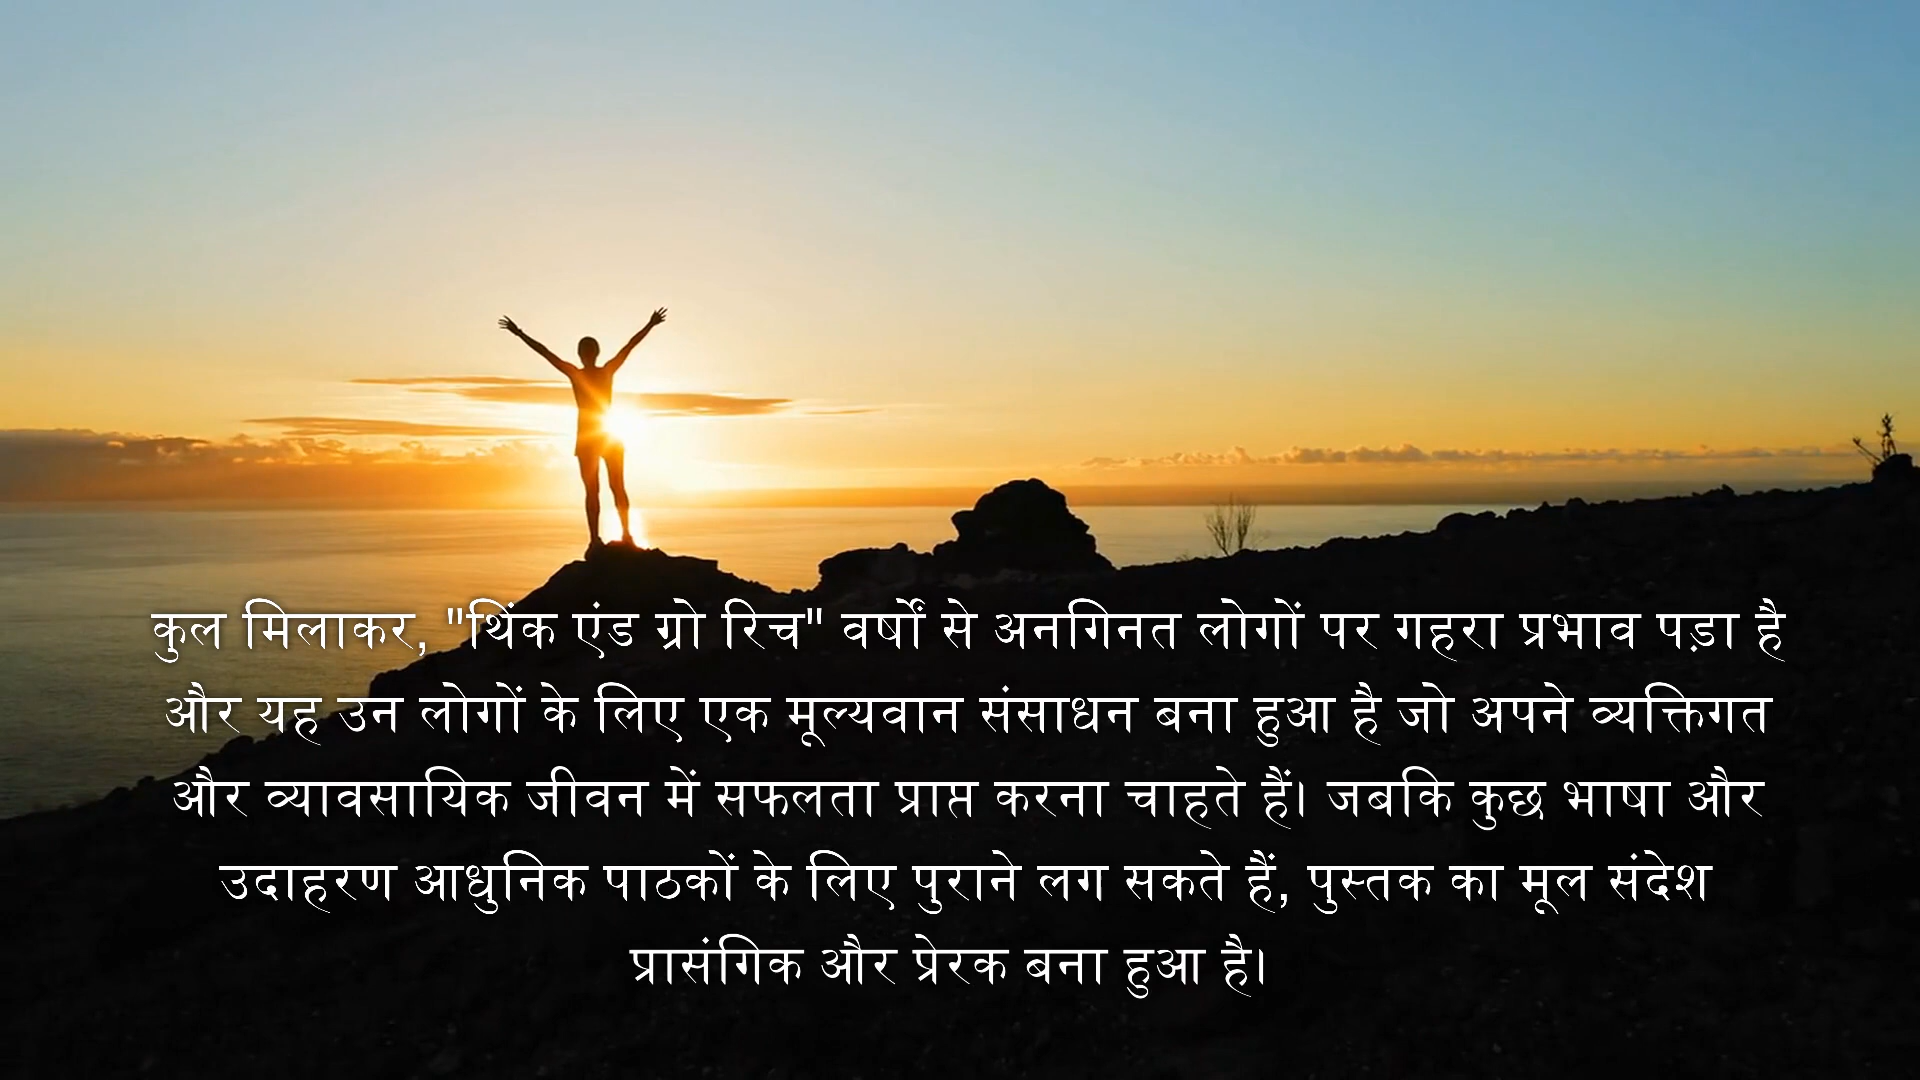 कुल मिलाकर, "थिंक एंड ग्रो रिच" वर्षों से अनगिनत लोगों पर गहरा प्रभाव पड़ा है
और यह उन लोगों के लिए एक मूल्यवान संसाधन बना हुआ है जो अपने व्यक्तिगत
और व्यावसायिक जीवन में सफलता प्राप्त करना चाहते हैं। जबकि कुछ भाषा और
उदाहरण आधुनिक पाठकों के लिए पुराने लग सकते हैं, पुस्तक का मूल संदेश
प्रासंगिक और प्रेरक बना हुआ है।